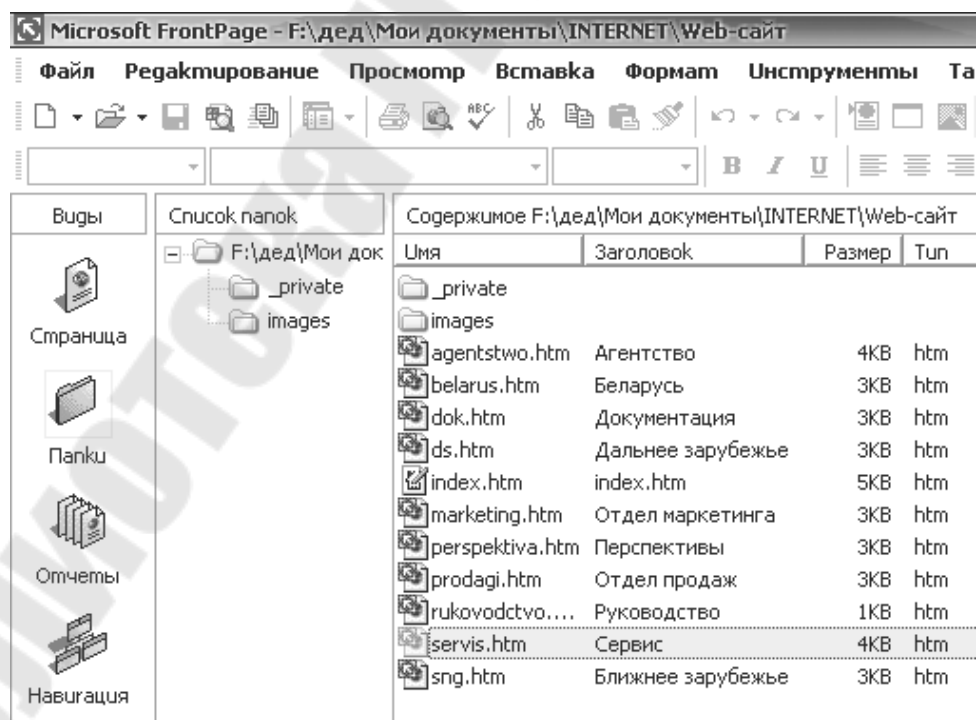 Microsoft FrontPage - F:\дед\Мои документы\INTERNET\Web-сайт
Файл Редактирование Просмотр Вставка Формат Инструменты Та
ABC
B I U
Виды
Страница
Папки
Отчеты
Навигация
Список папок
F:\дед\Мои док
_private
images
Содержимое F:\дед\Мои документы\INTERNET\Web-сайт
Имя Заголовок Размер Тип
_private
images
agentstwo.htm Агентство 4KB htm
belarus.htm Беларусь 3KB htm
dok.htm Документация 3KB htm
ds.htm Дальнее зарубежье 3KB htm
index.htm index.htm 5KB htm
marketing.htm Отдел маркетинга 3KB htm
perspektiva.htm Перспективы 3KB htm
prodagi.htm Отдел продаж 3KB htm
rukovodctvo.... Руководство 1KB htm
servis.htm Сервис 4KB htm
sng.htm Ближнее зарубежье 3KB htm